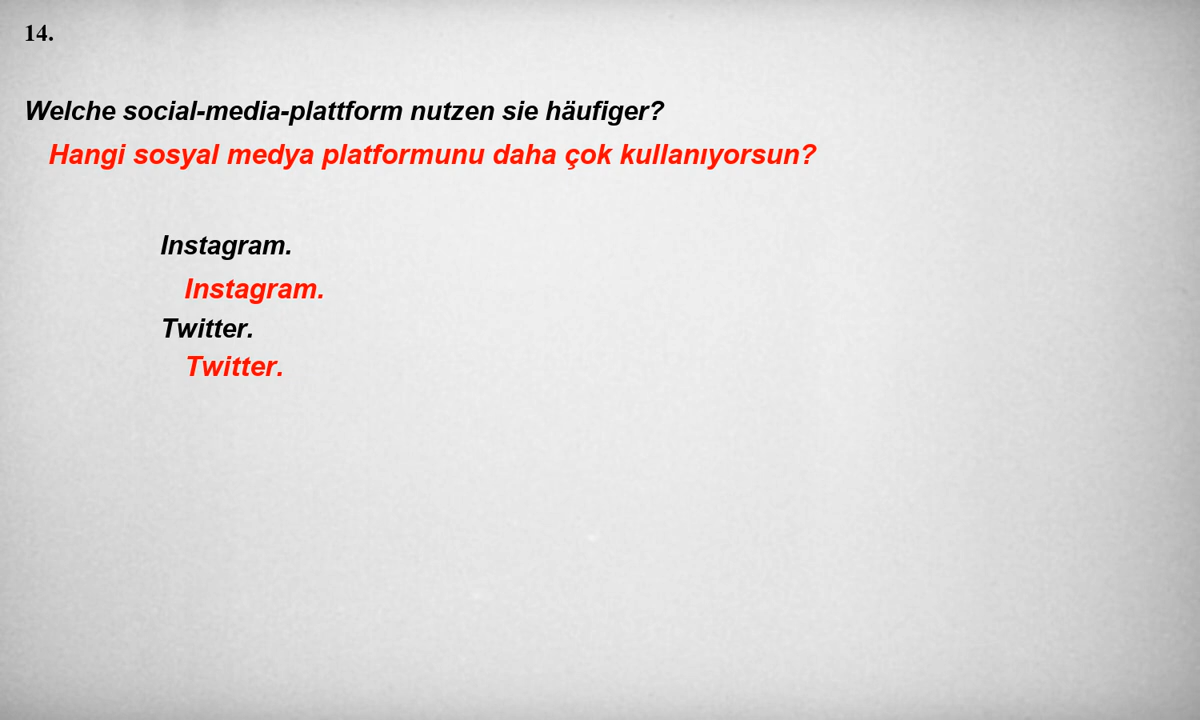 14.
Welche social-media-plattform nutzen sie häufiger?
Hangi sosyal medya platformunu daha çok kullanıyorsun?
Instagram.
Instagram.
Twitter.
Twitter.